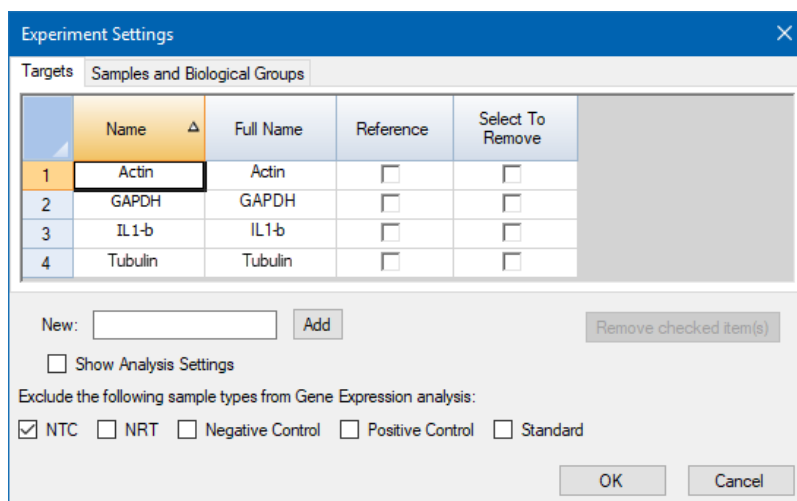 Experiment Settings
Targets Samples and Biological Groups
Name Full Name Reference Select To Remove
1 Actin Actin
2 GAPDH GAPDH
3 IL1-b IL1-b
4 Tubulin Tubulin
New: Add Remove checked item(s)
Show Analysis Settings
Exclude the following sample types from Gene Expression analysis:
NTC NRT Negative Control Positive Control Standard
OK Cancel